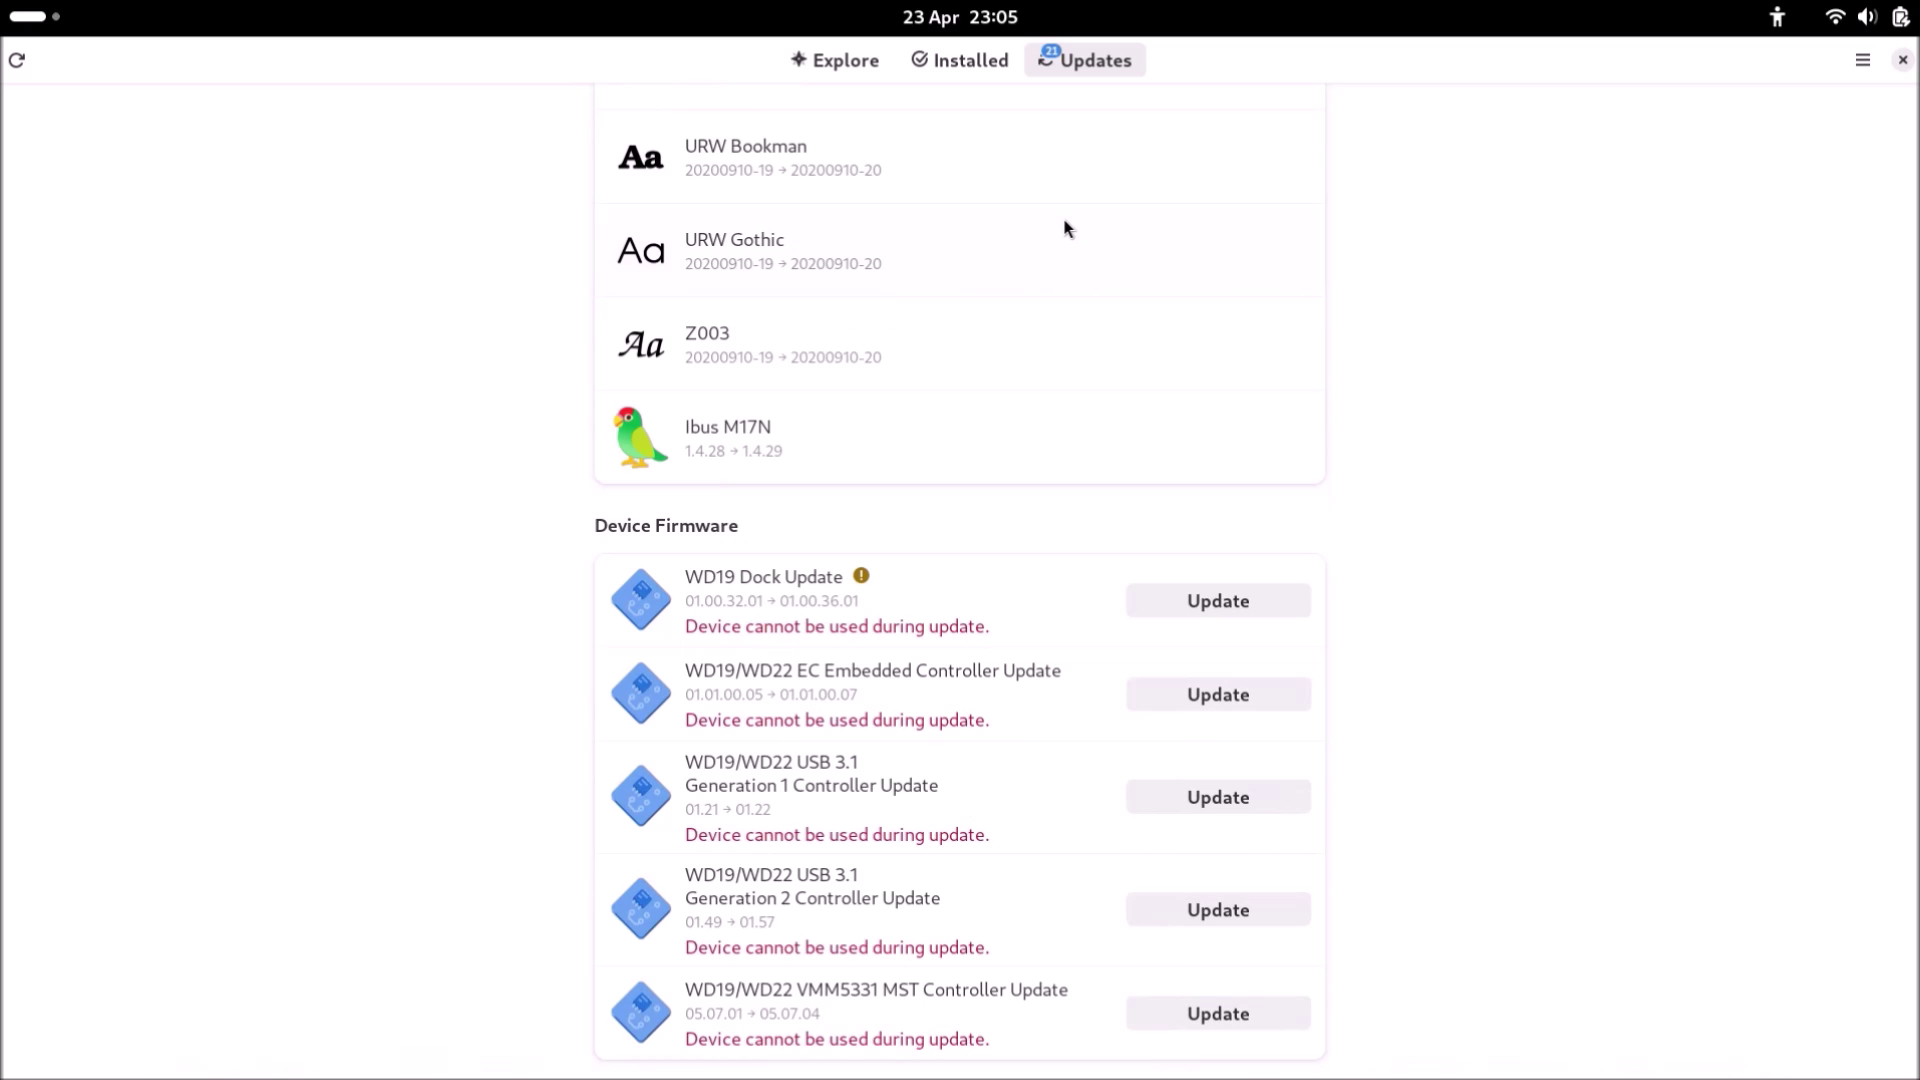 23 Apr 23:05
Explore
Installed
21
Updates
Aa
URW Bookman
20200910-19 → 20200910-20
Aa
URW Gothic
20200910-19 → 20200910-20
Aa
Z003
20200910-19 → 20200910-20
Ibus M17N
1.4.28 → 1.4.29
Device Firmware
WD19 Dock Update
01.00.32.01 → 01.00.36.01
Device cannot be used during update.
Update
WD19/WD22 EC Embedded Controller Update
01.01.00.05 → 01.01.00.07
Device cannot be used during update.
Update
WD19/WD22 USB 3.1
Generation 1 Controller Update
01.21 → 01.22
Device cannot be used during update.
Update
WD19/WD22 USB 3.1
Generation 2 Controller Update
01.49 → 01.57
Device cannot be used during update.
Update
WD19/WD22 VMM5331 MST Controller Update
05.07.01 → 05.07.04
Device cannot be used during update.
Update